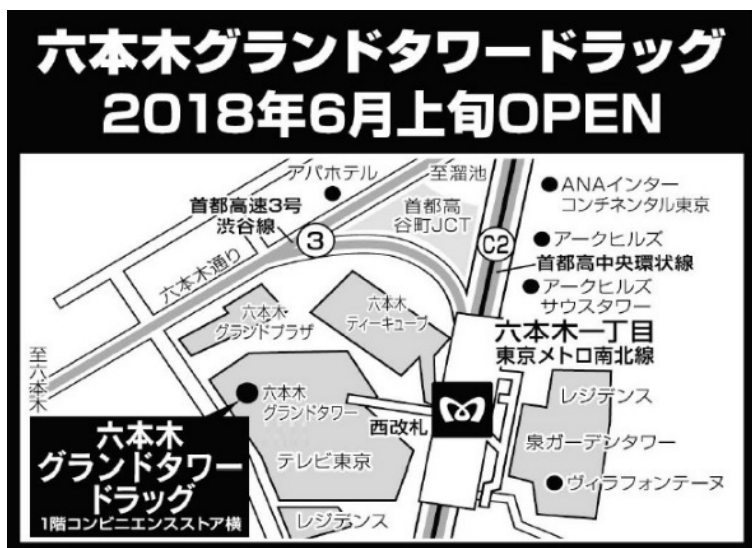 六本木グランドタワードラッグ
2018年6月上旬OPEN
アパホテル
至溜池
首都高速3号
渋谷線
首都高
谷町JCT
ANAインター
コンチネンタル東京
3
C2
アークヒルズ
首都高中央環状線
六本木通り
アークヒルズ
サウスタワー
六本木
グランドプラザ
六本木
ティーキューブ
六本木一丁目
東京メトロ南北線
至六本木
六本木
グランドタワー
西改札
レジデンス
テレビ東京
泉ガーデンタワー
ヴィラフォンテーヌ
レジデンス
六本木
グランドタワー
ドラッグ
1階コンビニエンスストア横